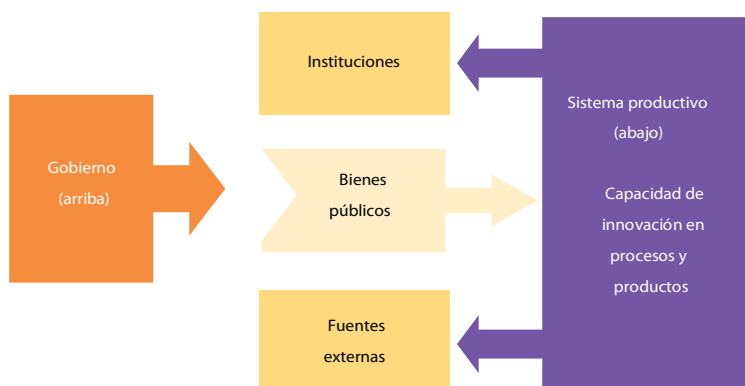 Gobierno
(arriba)
Instituciones
Bienes
públicos
Fuentes
externas
Sistema productivo
(abajo)
Capacidad de
innovación en
procesos y
productos